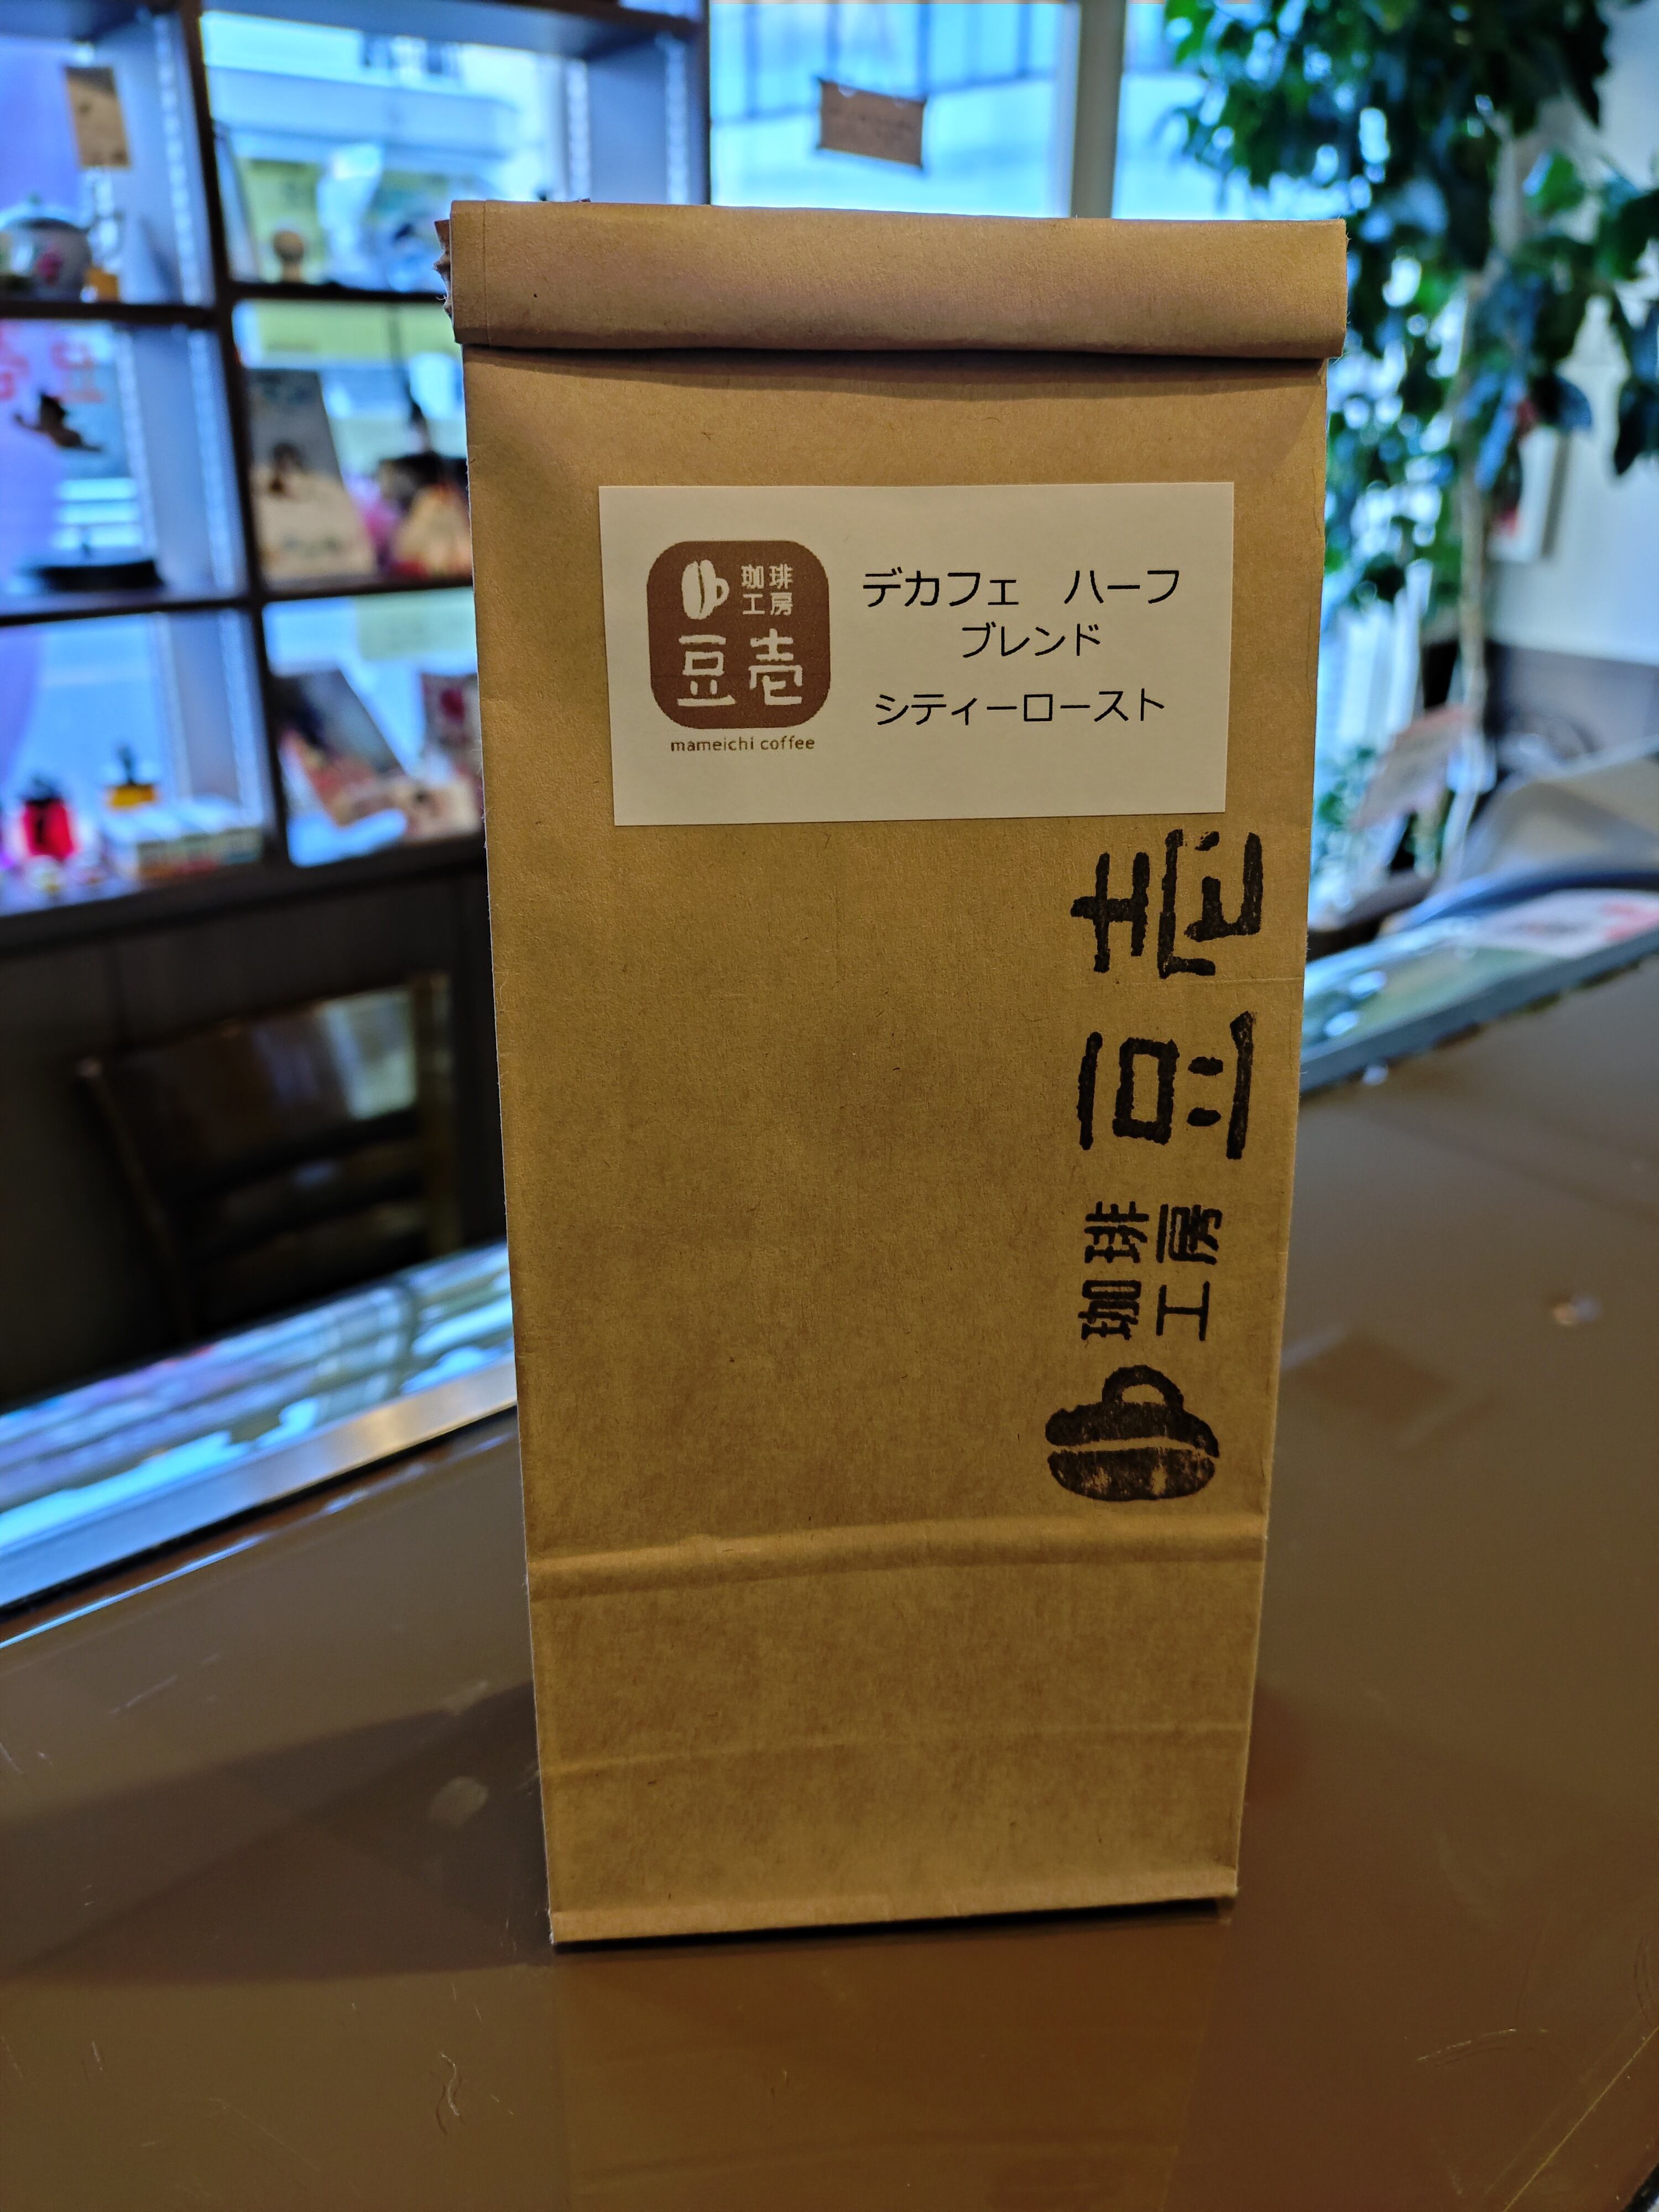 珈琲
工房
豆壱
mameichi coffee
デカフェ ハーフ
ブレンド
シティーロースト
珈琲
工房
豆壱